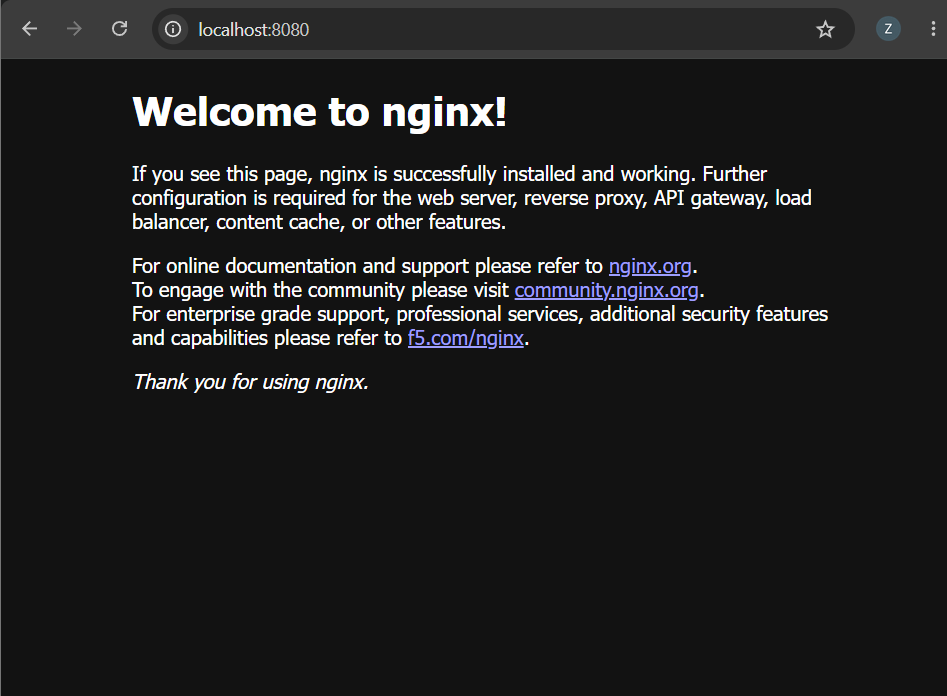 localhost:8080
Z
Welcome to nginx!
If you see this page, nginx is successfully installed and working. Further
configuration is required for the web server, reverse proxy, API gateway, load
balancer, content cache, or other features.
For online documentation and support please refer to nginx.org.
To engage with the community please visit community.nginx.org.
For enterprise grade support, professional services, additional security features
and capabilities please refer to f5.com/nginx.
Thank you for using nginx.